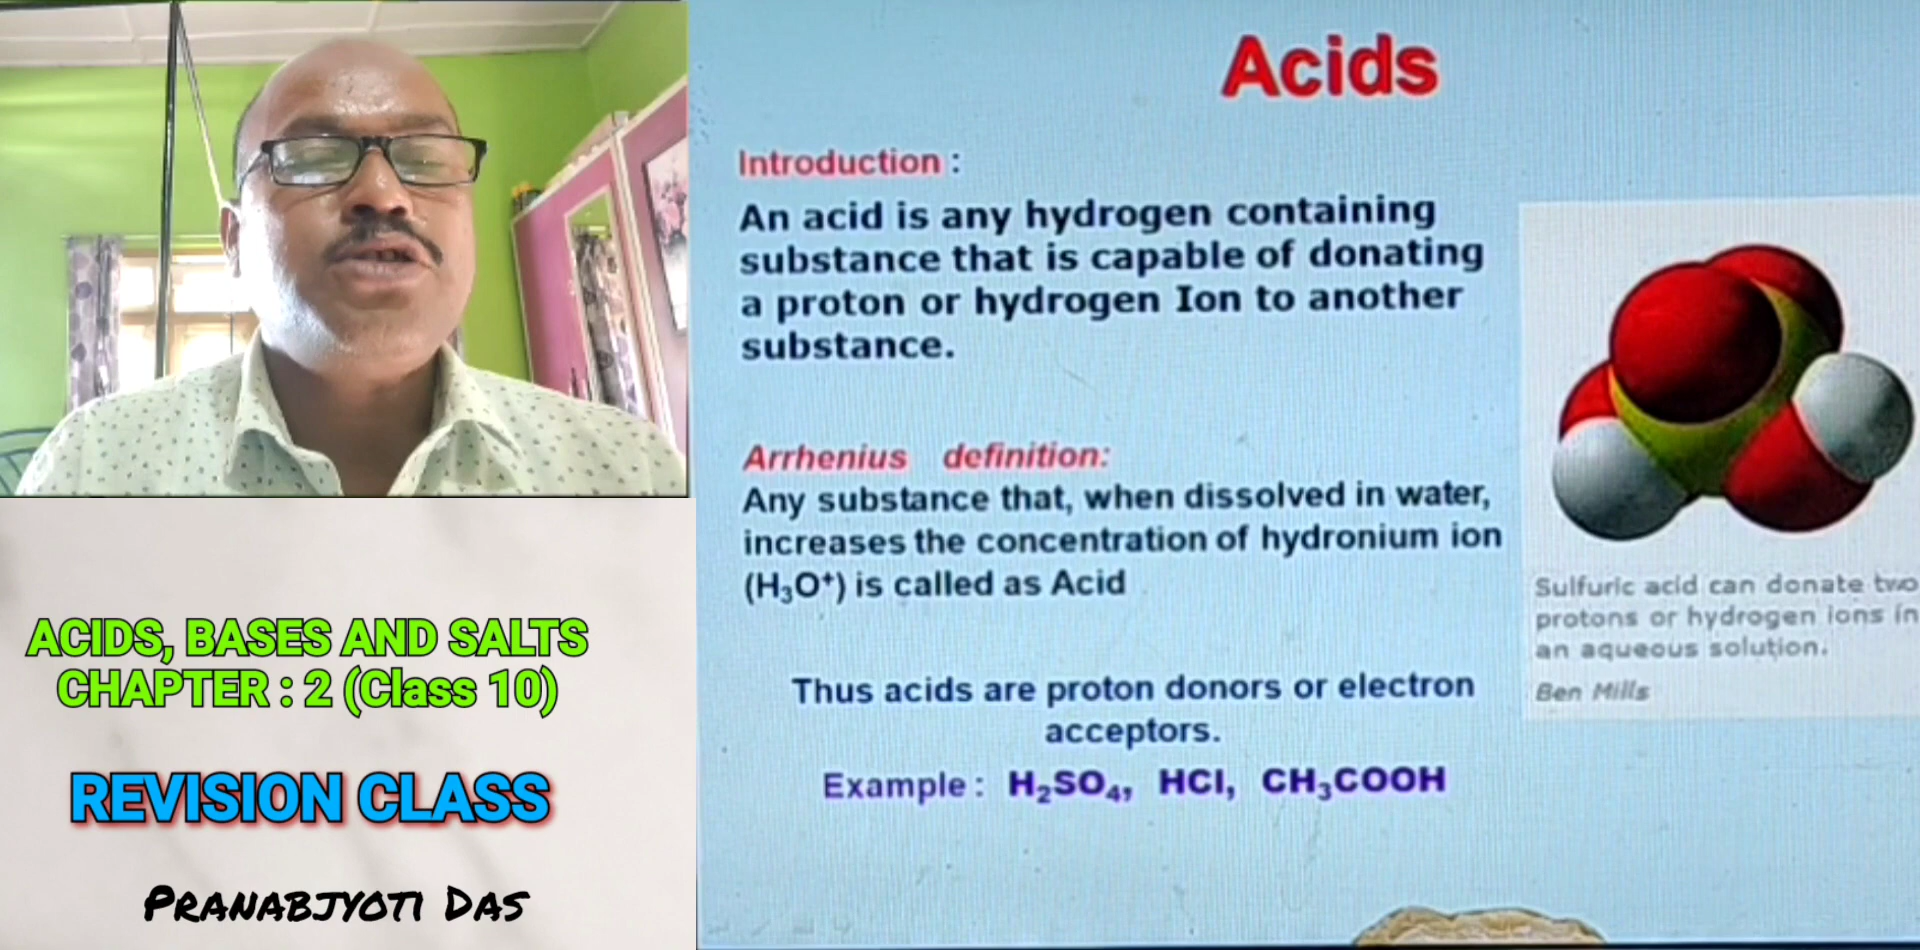 ACIDS, BASES AND SALTS
CHAPTER : 2 (Class 10)
REVISION CLASS
PRANABJYOTI DAS
Acids
Introduction :
An acid is any hydrogen containing
substance that is capable of donating
a proton or hydrogen Ion to another
substance.
Arrhenius definition:
Any substance that, when dissolved in water,
increases the concentration of hydronium ion
(H₃O⁺) is called as Acid
Thus acids are proton donors or electron
acceptors.
Example : H₂SO₄, HCl, CH₃COOH
Sulfuric acid can donate two
protons or hydrogen ions in
an aqueous solution.
Ben Mills